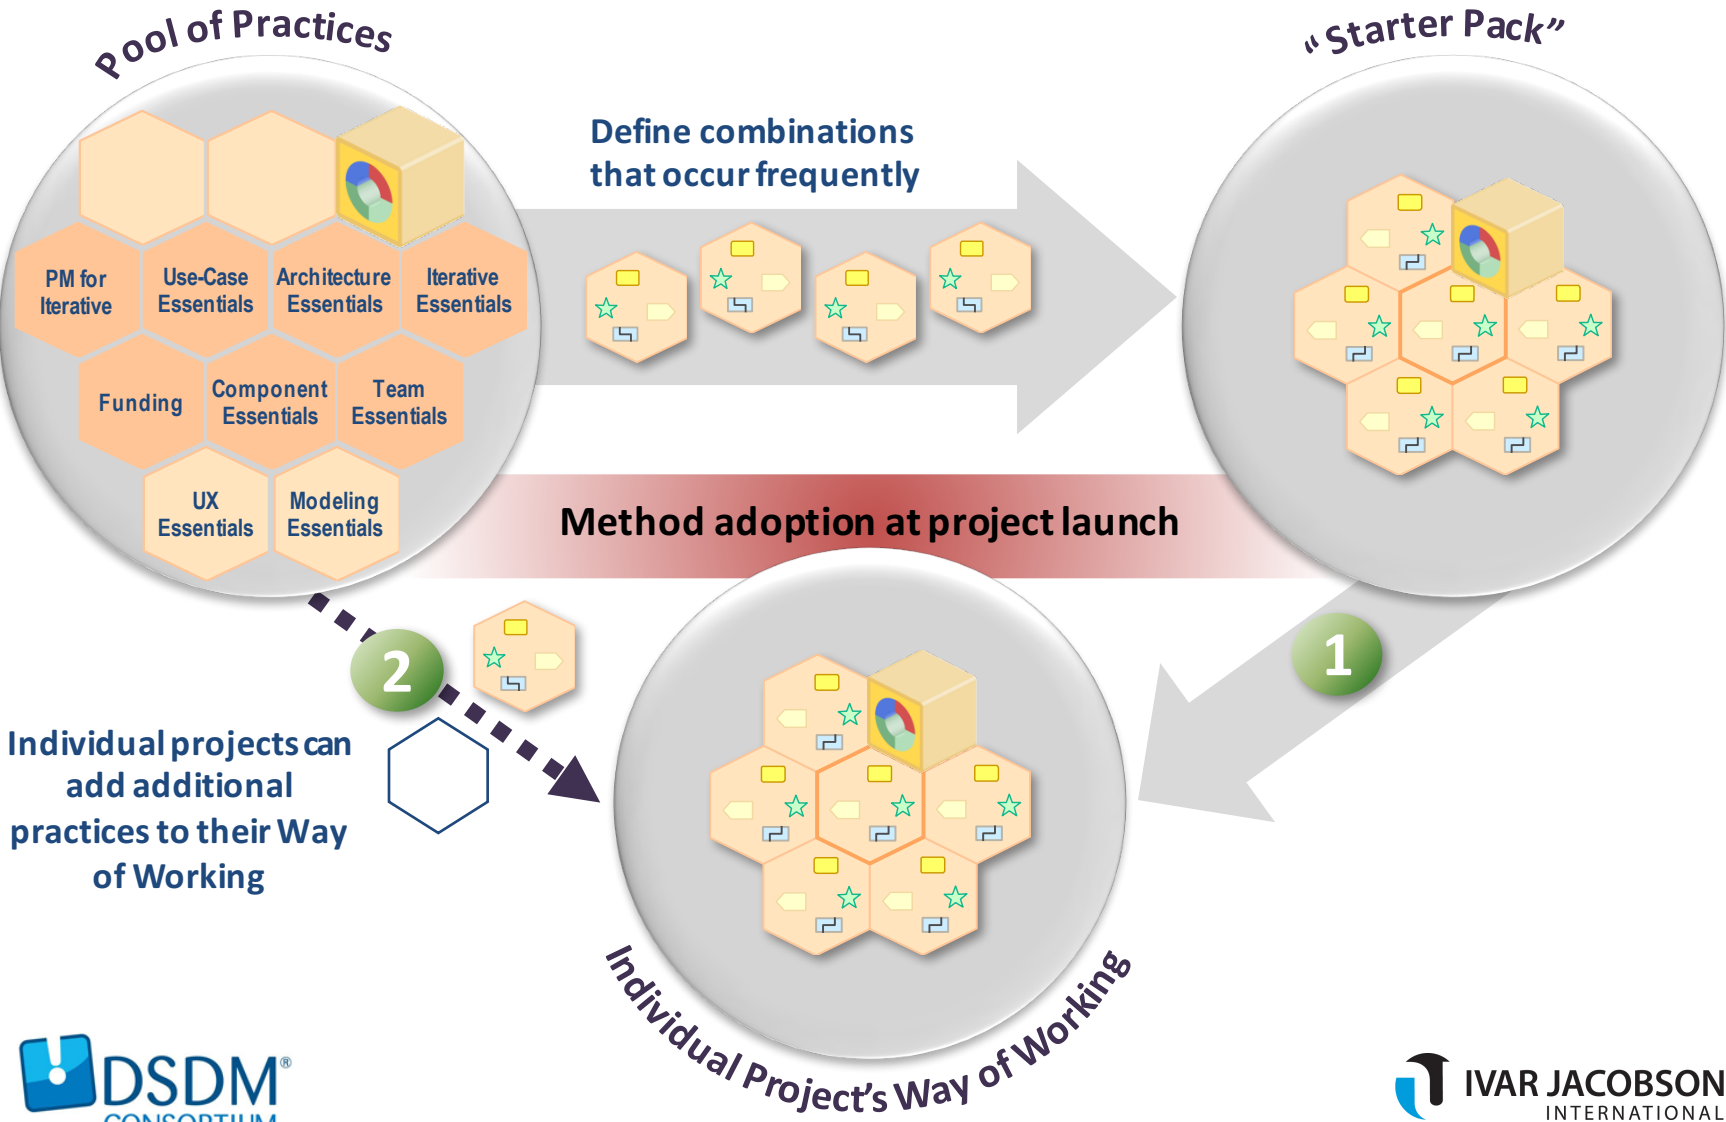 Pool of Practices
“Starter Pack”
Define combinations
that occur frequently
PM for
Iterative
Use-Case
Essentials
Architecture
Essentials
Iterative
Essentials
Funding
Component
Essentials
Team
Essentials
UX
Essentials
Modeling
Essentials
Method adoption at project launch
1
2
Individual projects can
add additional
practices to their Way
of Working
Individual Project’s Way of Working
DSDM®
CONSORTIUM
IVAR JACOBSON
INTERNATIONAL